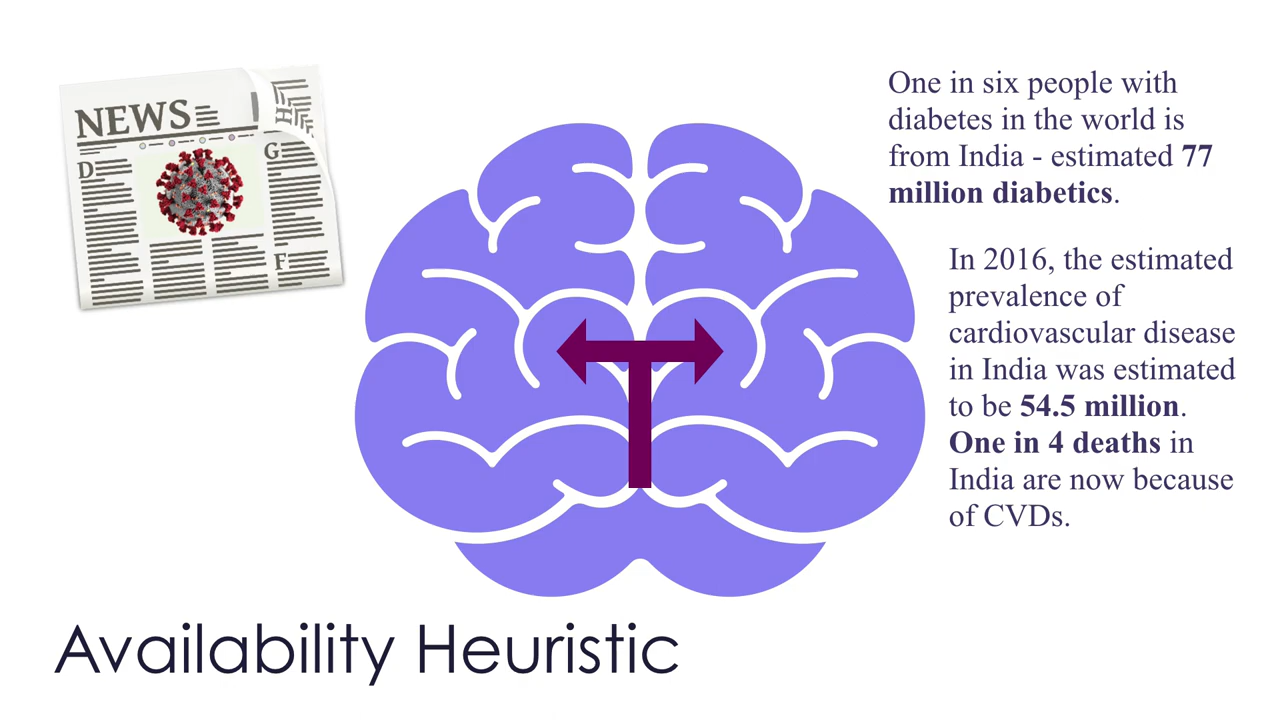 NEWS
D
G
H
F
One in six people with
diabetes in the world is
from India - estimated 77
million diabetics.
In 2016, the estimated
prevalence of
cardiovascular disease
in India was estimated
to be 54.5 million.
One in 4 deaths in
India are now because
of CVDs.
Availability Heuristic